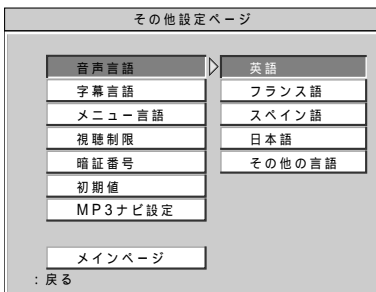 その他設定ページ
音声言語
英語
字幕言語
フランス語
メニュー言語
スペイン語
視聴制限
日本語
暗証番号
その他の言語
初期値
MP3ナビ設定
メインページ
：戻る